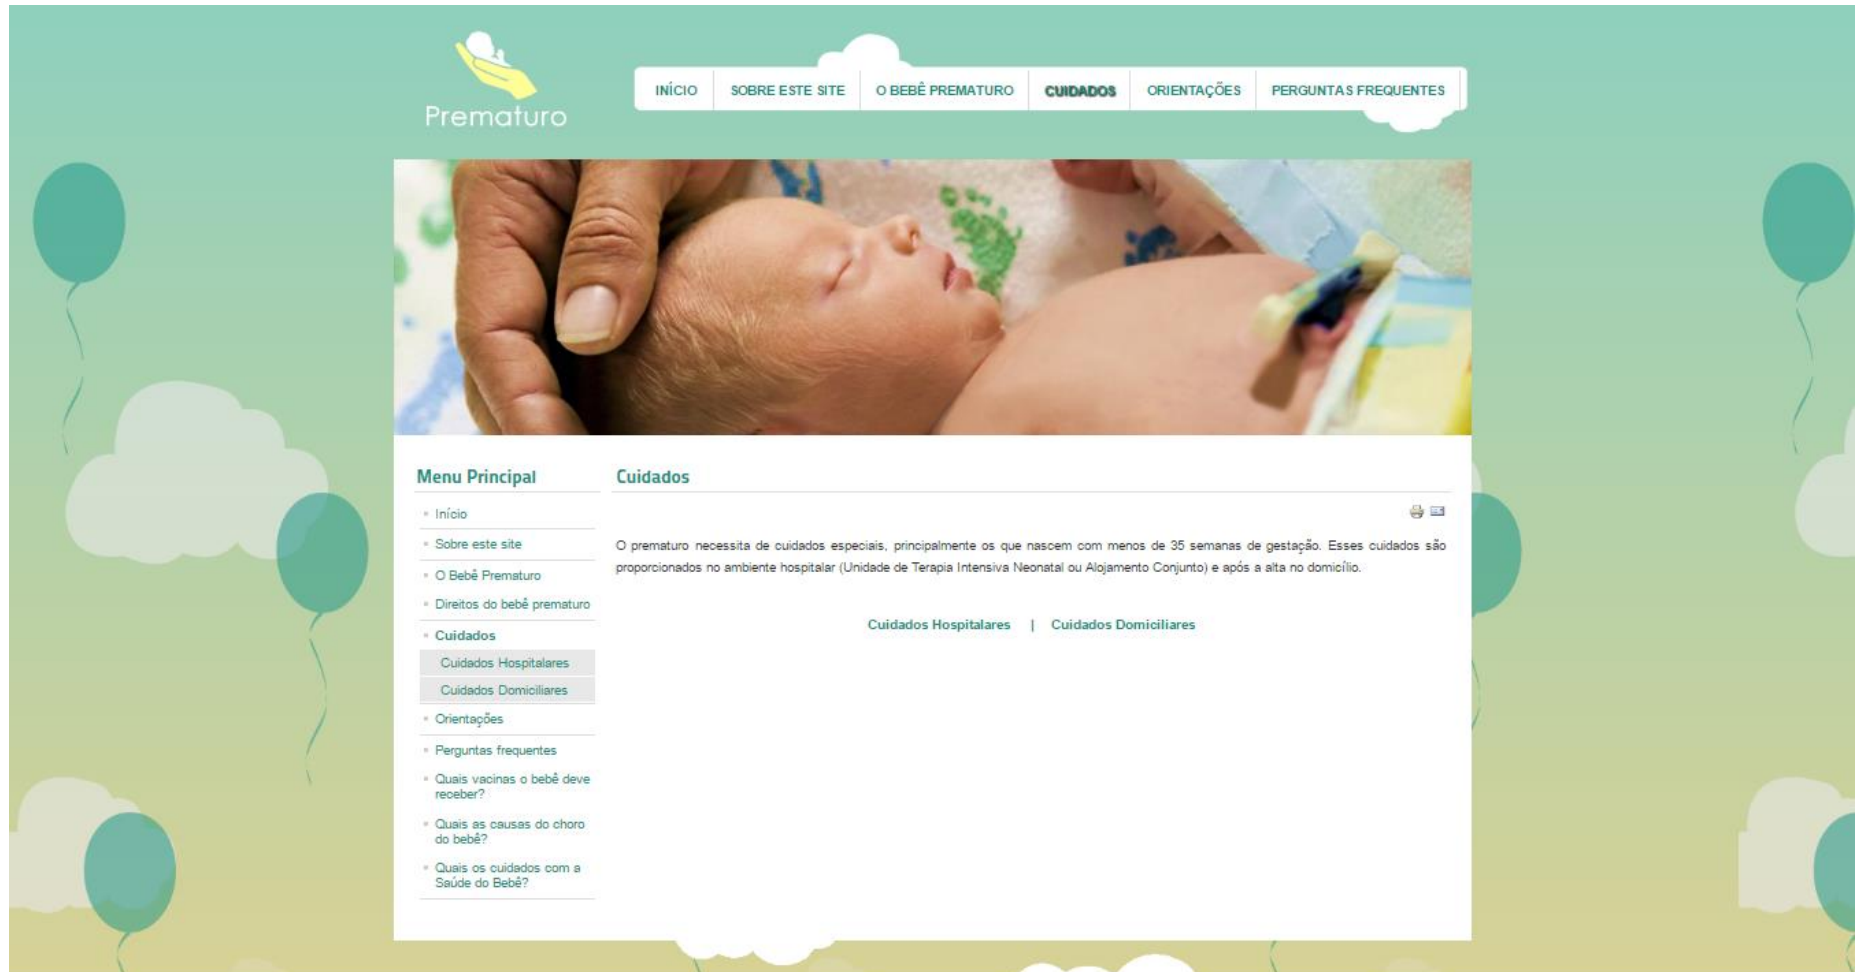 Prematuro
INÍCIO
SOBRE ESTE SITE
O BEBÊ PREMATURO
CUIDADOS
ORIENTAÇÕES
PERGUNTAS FREQUENTES
Menu Principal
Início
Sobre este site
O Bebê Prematuro
Direitos do bebê prematuro
Cuidados
Cuidados Hospitalares
Cuidados Domiciliares
Orientações
Perguntas frequentes
Quais vacinas o bebê deve
receber?
Quais as causas do choro
do bebê?
Quais os cuidados com a
Saúde do Bebê?
Cuidados
O prematuro necessita de cuidados especiais, principalmente os que nascem com menos de 35 semanas de gestação. Esses cuidados são
proporcionados no ambiente hospitalar (Unidade de Terapia Intensiva Neonatal ou Alojamento Conjunto) e após a alta no domicílio.
Cuidados Hospitalares | Cuidados Domiciliares